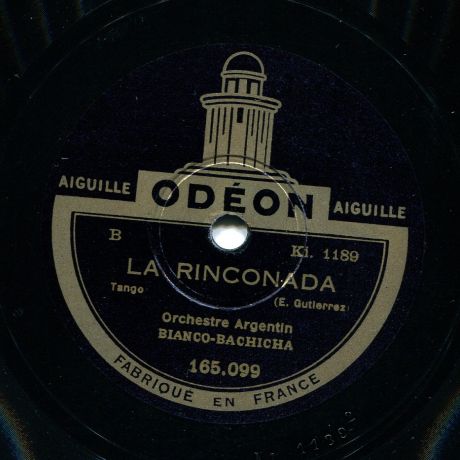 AIGUILLE ODÉON AIGUILLE
B Ki. 1189
LA RINCONADA
Tango (E. Gutierrez)
Orchestre Argentin
BIANCO-BACHICHA
165.099
FABRIQUÉ EN FRANCE